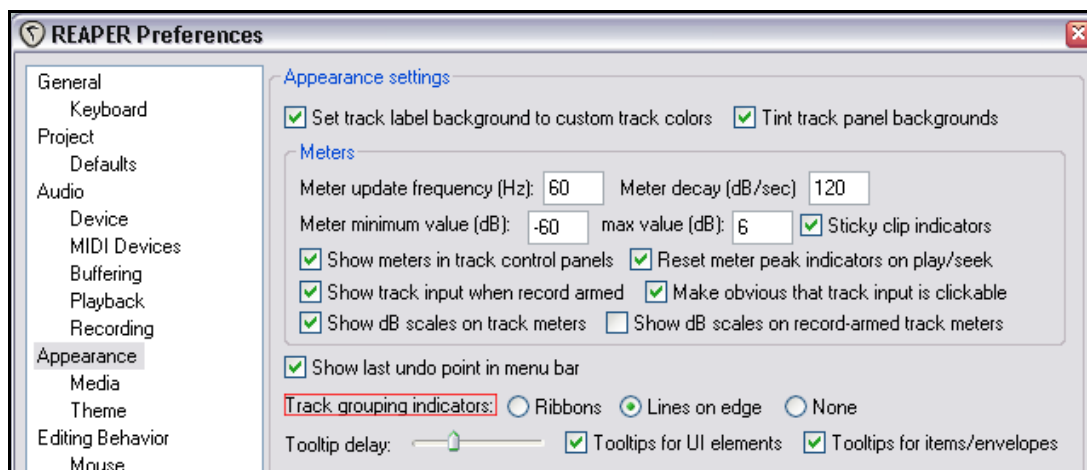 REAPER Preferences
General
Keyboard
Project
Defaults
Audio
Device
MIDI Devices
Buffering
Playback
Recording
Appearance
Media
Theme
Editing Behavior
Mouse
Appearance settings
Set track label background to custom track colors Tint track panel backgrounds
Meters
Meter update frequency (Hz): 60 Meter decay (dB/sec) 120
Meter minimum value (dB): -60 max value (dB): 6 Sticky clip indicators
Show meters in track control panels Reset meter peak indicators on play/seek
Show track input when record armed Make obvious that track input is clickable
Show dB scales on track meters Show dB scales on record-armed track meters
Show last undo point in menu bar
Track grouping indicators: Ribbons Lines on edge None
Tooltip delay: Tooltips for UI elements Tooltips for items/envelopes